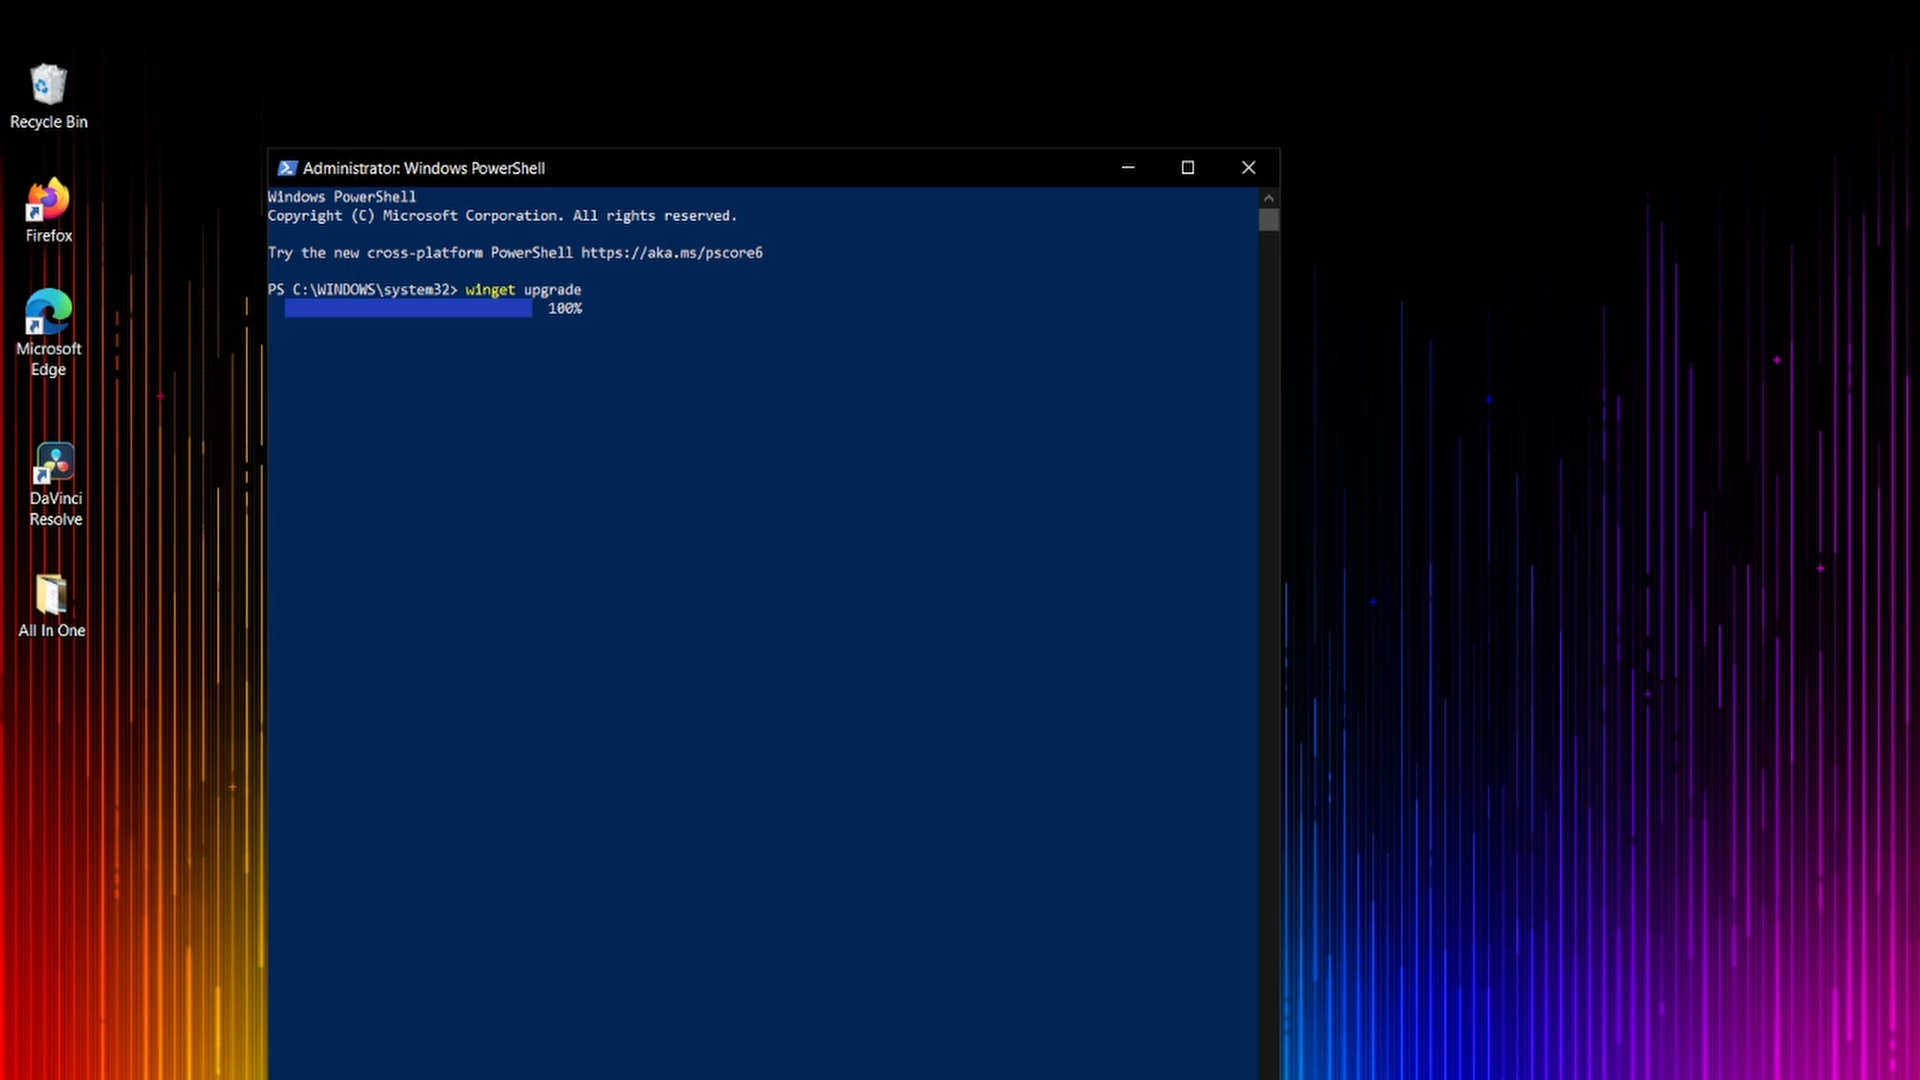 Recycle Bin
Firefox
Microsoft
Edge
DaVinci
Resolve
All In One
Administrator: Windows PowerShell
Windows PowerShell
Copyright (C) Microsoft Corporation. All rights reserved.
Try the new cross-platform PowerShell https://aka.ms/pscore6
PS C:\WINDOWS\system32> winget upgrade
100%